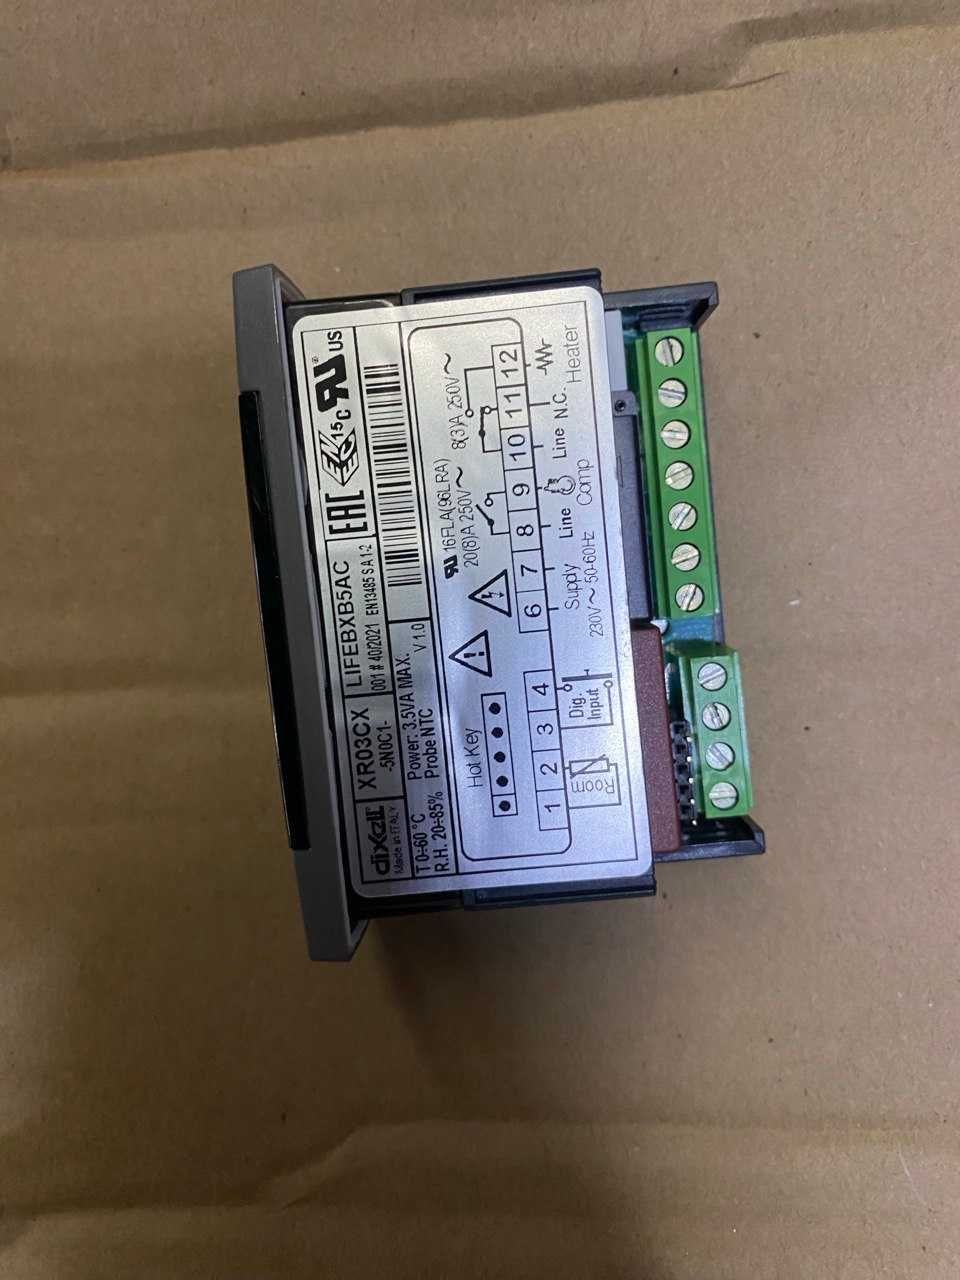 dixell
Made in ITALY
XR03CX
-5N0C1-
LIFEBXB5AC
001 # 40/2021 EN13485 S A 1-2
EAC
15
C US
T 0÷60 °C
R.H. 20÷85%
Power: 3.5VA MAX.
Probe NTC
V 1.0
Hot Key
16FLA(96LRA)
20(8)A 250V~
8(3)A 250V~
1 2 3 4 6 7 8 9 10 11 12
Room
Dig.
Input
Supply
230V~ 50-60Hz
Line
Comp
Line
N.C.
Heater